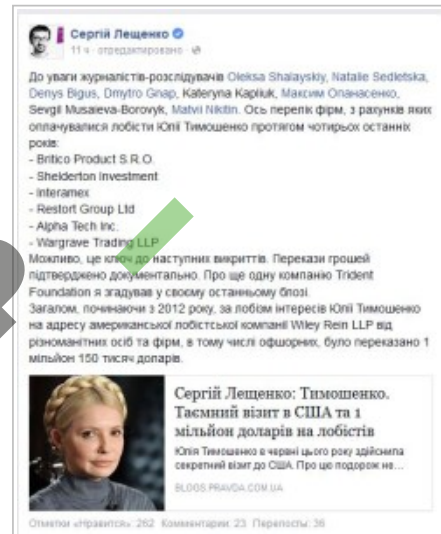 Сергій Лещенко
11 ч · отредактировано ·
До уваги журналістів-розслідувачів Oleksa Shalayskiy, Natalie Sedletska,
Denys Bigus, Dmytro Gnap, Kateryna Kapliuk, Максим Опанасенко,
Sevgil Musaieva-Borovyk, Matvii Nikitin. Ось перелік фірм, з рахунків яких
оплачувалися лобісти Юлії Тимошенко протягом чотирьох останніх
років:
- Britico Product S.R.O.
- Shelderton Investment
- Interamex
- Restort Group Ltd
- Alpha Tech Inc.
- Wargrave Trading LLP
Можливо, це ключ до наступних викриттів. Перекази грошей
підтверджено документально. Про ще одну компанію Trident
Foundation я згадував у своєму останньому блозі.
Загалом, починаючи з 2012 року, за лобізм інтересів Юлії Тимошенко
на адресу американської лобістської компанії Wiley Rein LLP від
різноманітних осіб та фірм, в тому числі офшорних, було переказано 1
мільйон 150 тисяч доларів.
Сергій Лещенко: Тимошенко.
Таємний візит в США та 1
мільйон доларів на лобістів
Юлія Тимошенко в червні цього року здійснила
секретний візит до США. Про цю подорож не...
BLOGS.PRAVDA.COM.UA
Отметки «Нравится»: 262 Комментарии: 23 Перепосты: 36